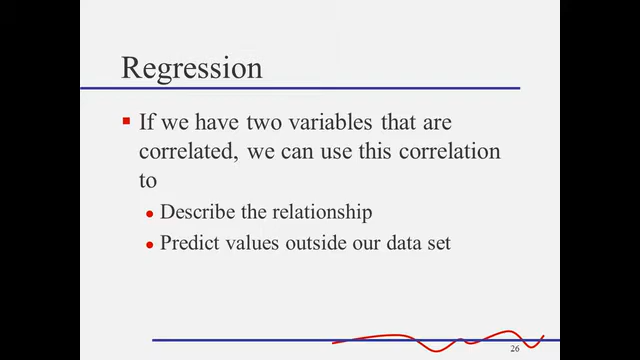 Regression
If we have two variables that are
correlated, we can use this correlation
to
Describe the relationship
Predict values outside our data set
26